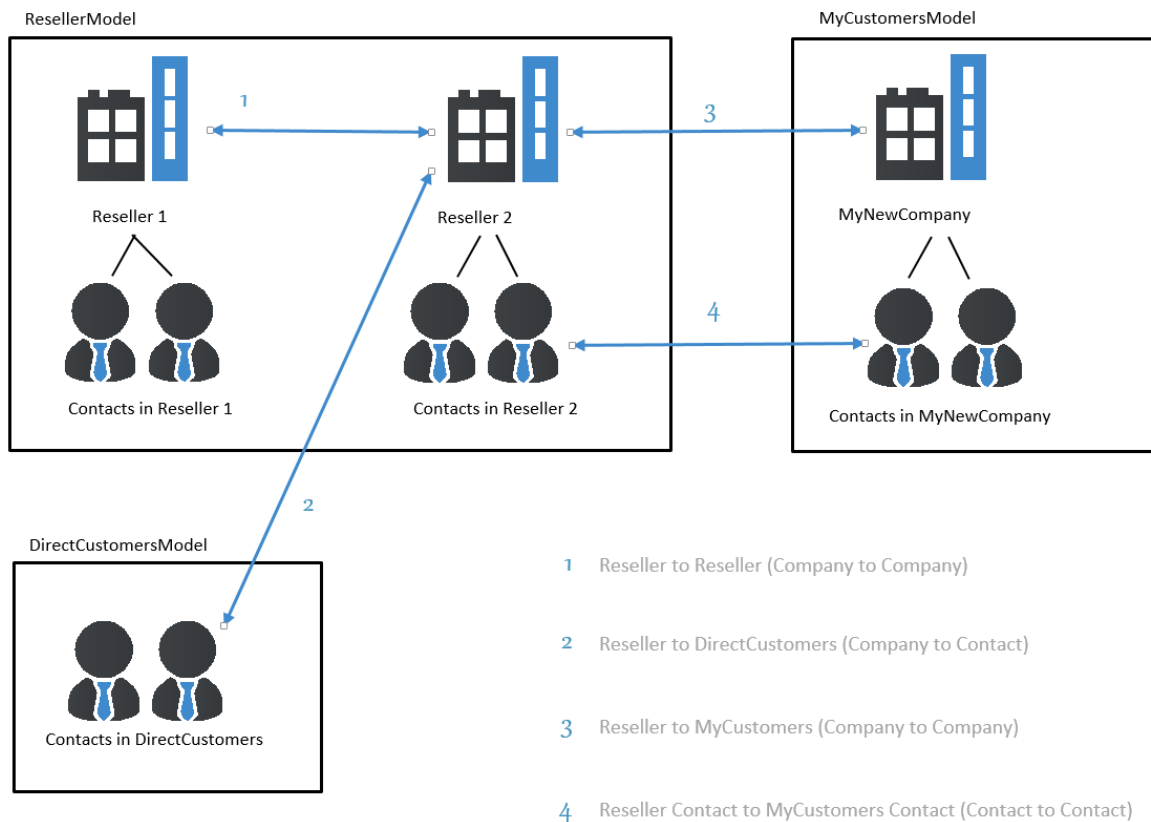 ResellerModel
MyCustomersModel
1
3
Reseller 1
Reseller 2
MyNewCompany
4
Contacts in Reseller 1
Contacts in Reseller 2
Contacts in MyNewCompany
2
DirectCustomersModel
1 Reseller to Reseller (Company to Company)
2 Reseller to DirectCustomers (Company to Contact)
3 Reseller to MyCustomers (Company to Company)
Contacts in DirectCustomers
4 Reseller Contact to MyCustomers Contact (Contact to Contact)